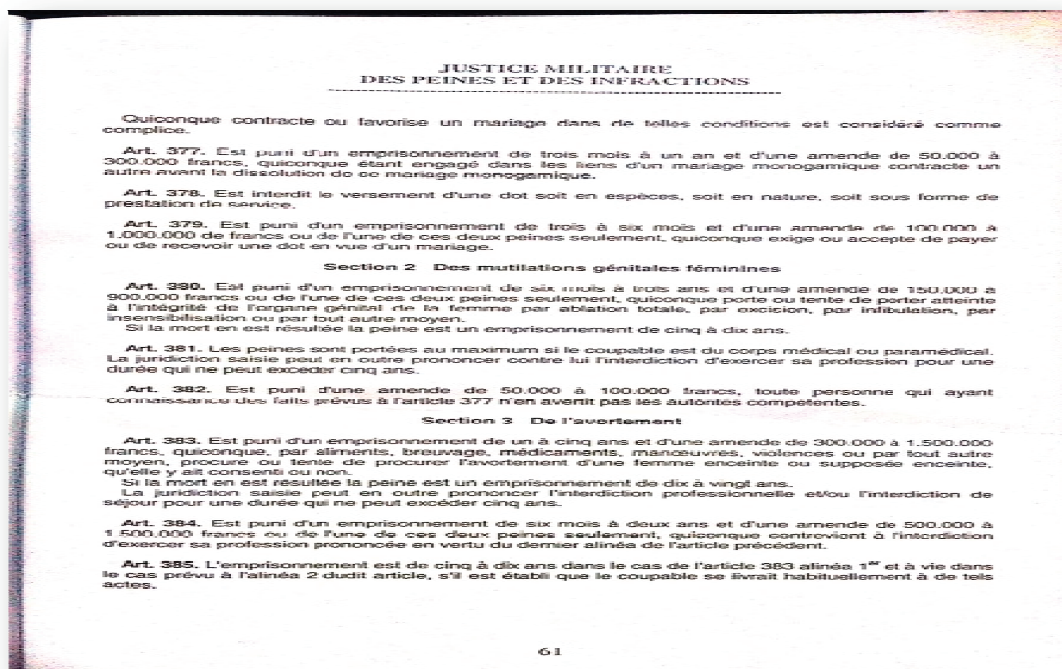 JUSTICE MILITAIRE
DES PEINES ET DES INFRACTIONS
Quiconque contracte ou favorise un mariage dans de telles conditions est considéré comme
complice.
Art. 377. Est puni d'un emprisonnement de trois mois à un an et d'une amende de 50.000 à
300.000 francs, quiconque étant engagé dans les liens d'un mariage monogamique contracte un
autre avant la dissolution de ce mariage monogamique.
Art. 378. Est interdit le versement d'une dot soit en espèces, soit en nature, soit sous forme de
prestation de service.
Art. 379. Est puni d'un emprisonnement de trois à six mois et d'une amende de 100.000 à
1.000.000 de francs ou de l'une de ces deux peines seulement, quiconque exige ou accepte de payer
ou de recevoir une dot en vue d'un mariage.
Section 2 Des mutilations génitales féminines
Art. 380. Est puni d'un emprisonnement de six mois à trois ans et d'une amende de 150.000 à
900.000 francs ou de l'une de ces deux peines seulement, quiconque porte ou tente de porter atteinte
à l'intégrité de l'organe génital de la femme par ablation totale, par excision, par infibulation, par
insensibilisation ou par tout autre moyen.
Si la mort en est résultée la peine est un emprisonnement de cinq à dix ans.
Art. 381. Les peines sont portées au maximum si le coupable est du corps médical ou paramédical.
La juridiction saisie peut en outre prononcer contre lui l'interdiction d'exercer sa profession pour une
durée qui ne peut excéder cinq ans.
Art. 382. Est puni d'une amende de 50.000 à 100.000 francs, toute personne qui ayant
connaissance des faits prévus à l'article 377 n'en avertit pas les autorités compétentes.
Section 3 De l'avortement
Art. 383. Est puni d'un emprisonnement de un à cinq ans et d'une amende de 300.000 à 1.500.000
francs, quiconque, par aliments, breuvage, médicaments, manœuvres, violences ou par tout autre
moyen, procure ou tente de procurer l'avortement d'une femme enceinte ou supposée enceinte,
qu'elle y ait consenti ou non.
Si la mort en est résultée la peine est un emprisonnement de dix à vingt ans.
La juridiction saisie peut en outre prononcer l'interdiction professionnelle et/ou l'interdiction de
séjour pour une durée qui ne peut excéder cinq ans.
Art. 384. Est puni d'un emprisonnement de six mois à deux ans et d'une amende de 500.000 à
1.500.000 francs ou de l'une de ces deux peines seulement, quiconque contrevient à l'interdiction
d'exercer sa profession prononcée en vertu du dernier alinéa de l'article précédent.
Art. 385. L'emprisonnement est de cinq à dix ans dans le cas de l'article 383 alinéa 1er et à vie dans
le cas prévu à l'alinéa 2 dudit article, s'il est établi que le coupable se livrait habituellement à de tels
actes.
61